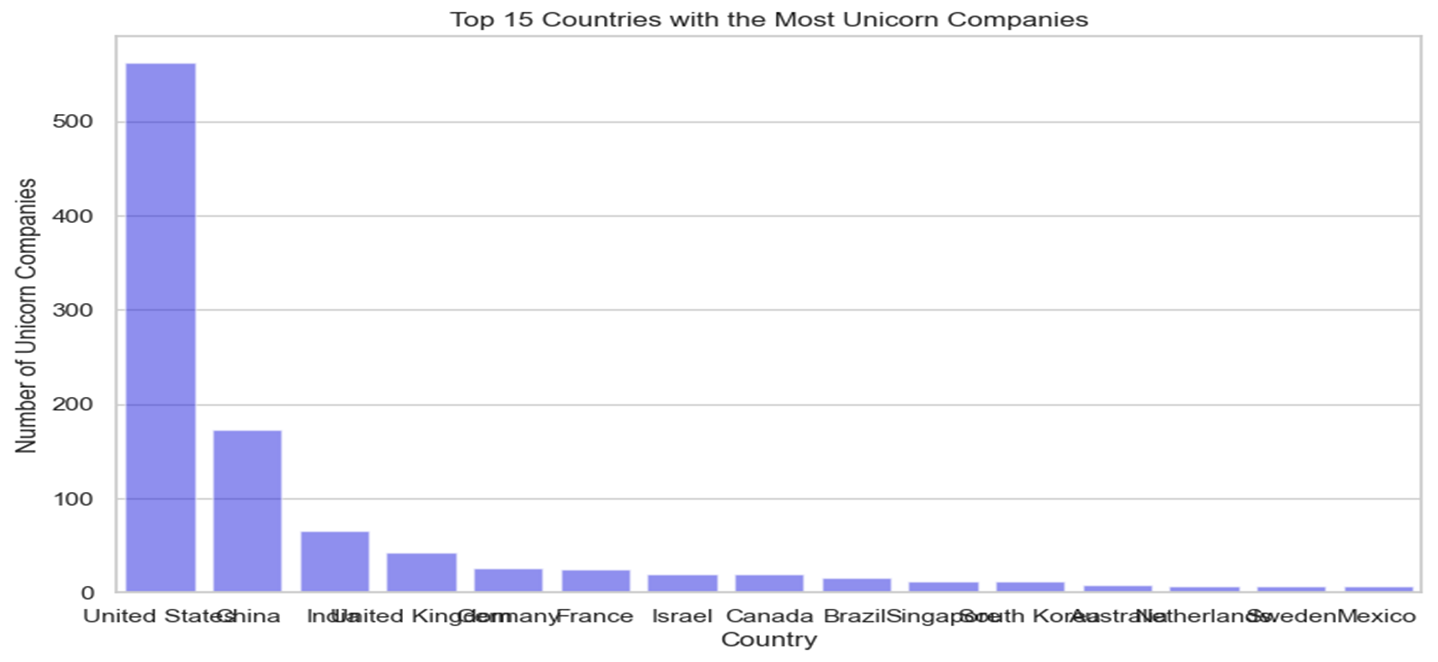 Top 15 Countries with the Most Unicorn Companies
Number of Unicorn Companies
500
400
300
200
100
0
United States China India United Kingdom Germany France Israel Canada Brazil Singapore South Korea Australia Netherlands Sweden Mexico
Country